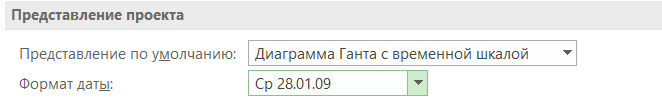 Представление проекта
Представление по умолчанию: Диаграмма Ганта с временной шкалой
Формат даты: Ср 28.01.09